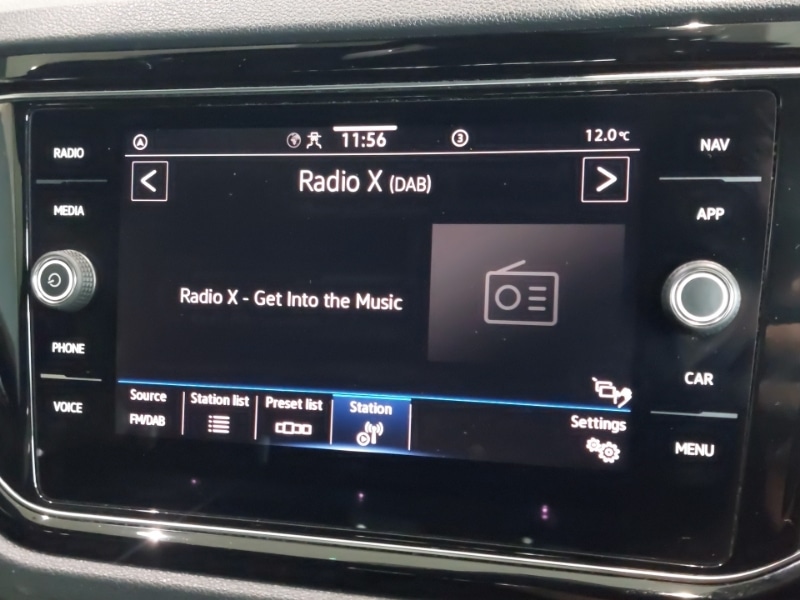 RADIO
MEDIA
PHONE
VOICE
A
11:56
3
12.0°C
Radio X (DAB)
Radio X - Get Into the Music
Source
FM/DAB
Station list
Preset list
Station
Settings
NAV
APP
CAR
MENU